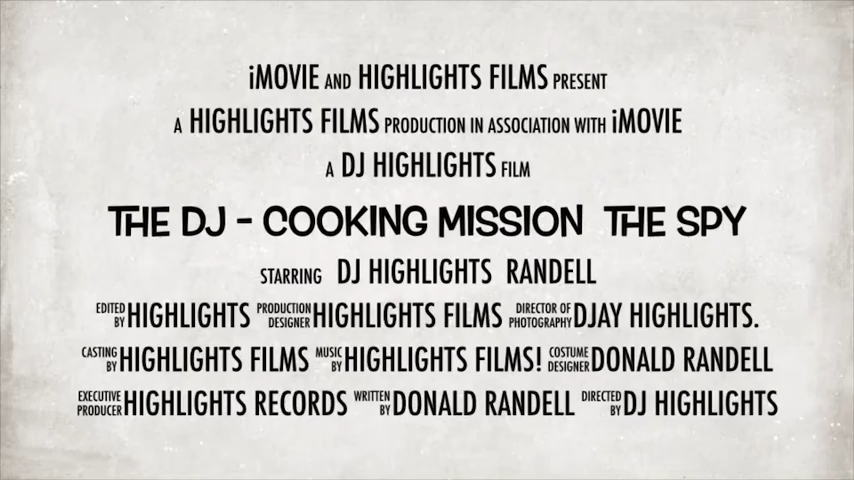 iMOVIE AND HIGHLIGHTS FILMS PRESENT
A HIGHLIGHTS FILMS PRODUCTION IN ASSOCIATION WITH iMOVIE
A DJ HIGHLIGHTS FILM
THE DJ - COOKING MISSION THE SPY
STARRING DJ HIGHLIGHTS RANDELL
EDITED BY HIGHLIGHTS PRODUCTION DESIGNER HIGHLIGHTS FILMS DIRECTOR OF PHOTOGRAPHY DJAY HIGHLIGHTS.
CASTING BY HIGHLIGHTS FILMS MUSIC BY HIGHLIGHTS FILMS! COSTUME DESIGNER DONALD RANDELL
EXECUTIVE PRODUCER HIGHLIGHTS RECORDS WRITTEN BY DONALD RANDELL DIRECTED BY DJ HIGHLIGHTS